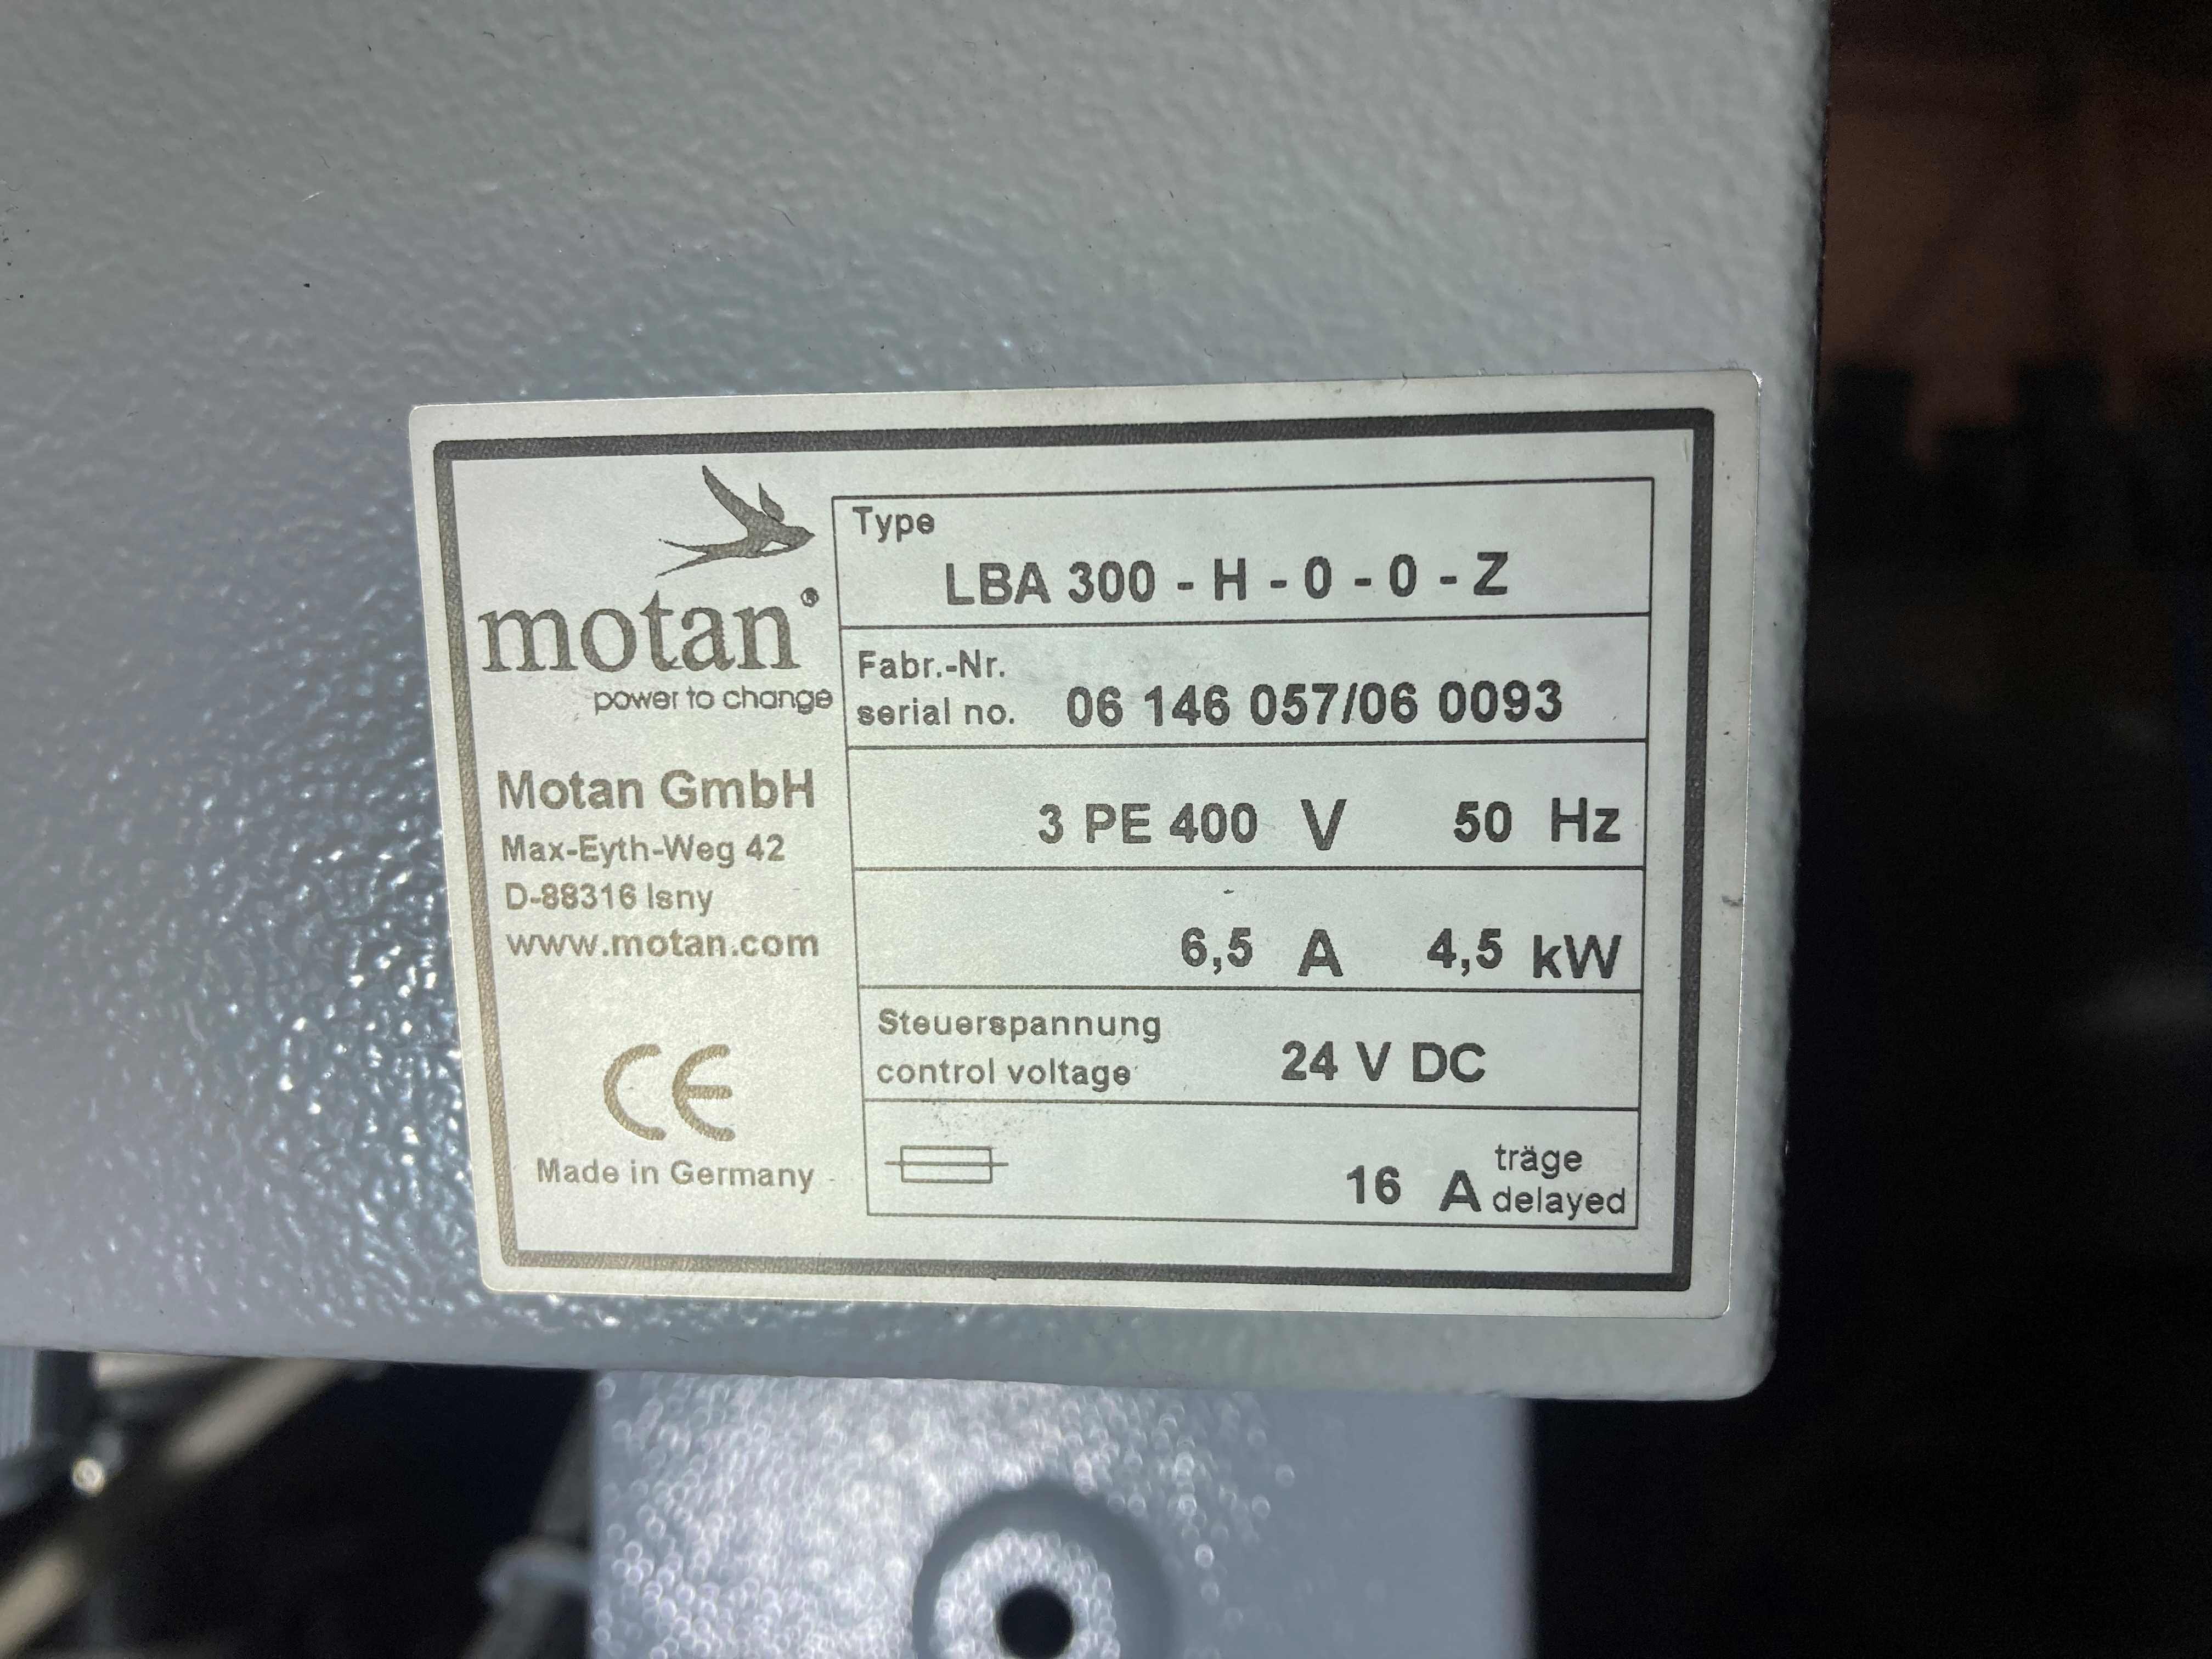 motan®
power to change
Motan GmbH
Max-Eyth-Weg 42
D-88316 Isny
www.motan.com
CE
Made in Germany
Type
LBA 300 - H - 0 - 0 - Z
Fabr.-Nr.
serial no. 06 146 057/06 0093
3 PE 400 V 50 Hz
6,5 A 4,5 kW
Steuerspannung
control voltage 24 V DC
16 A träge
delayed